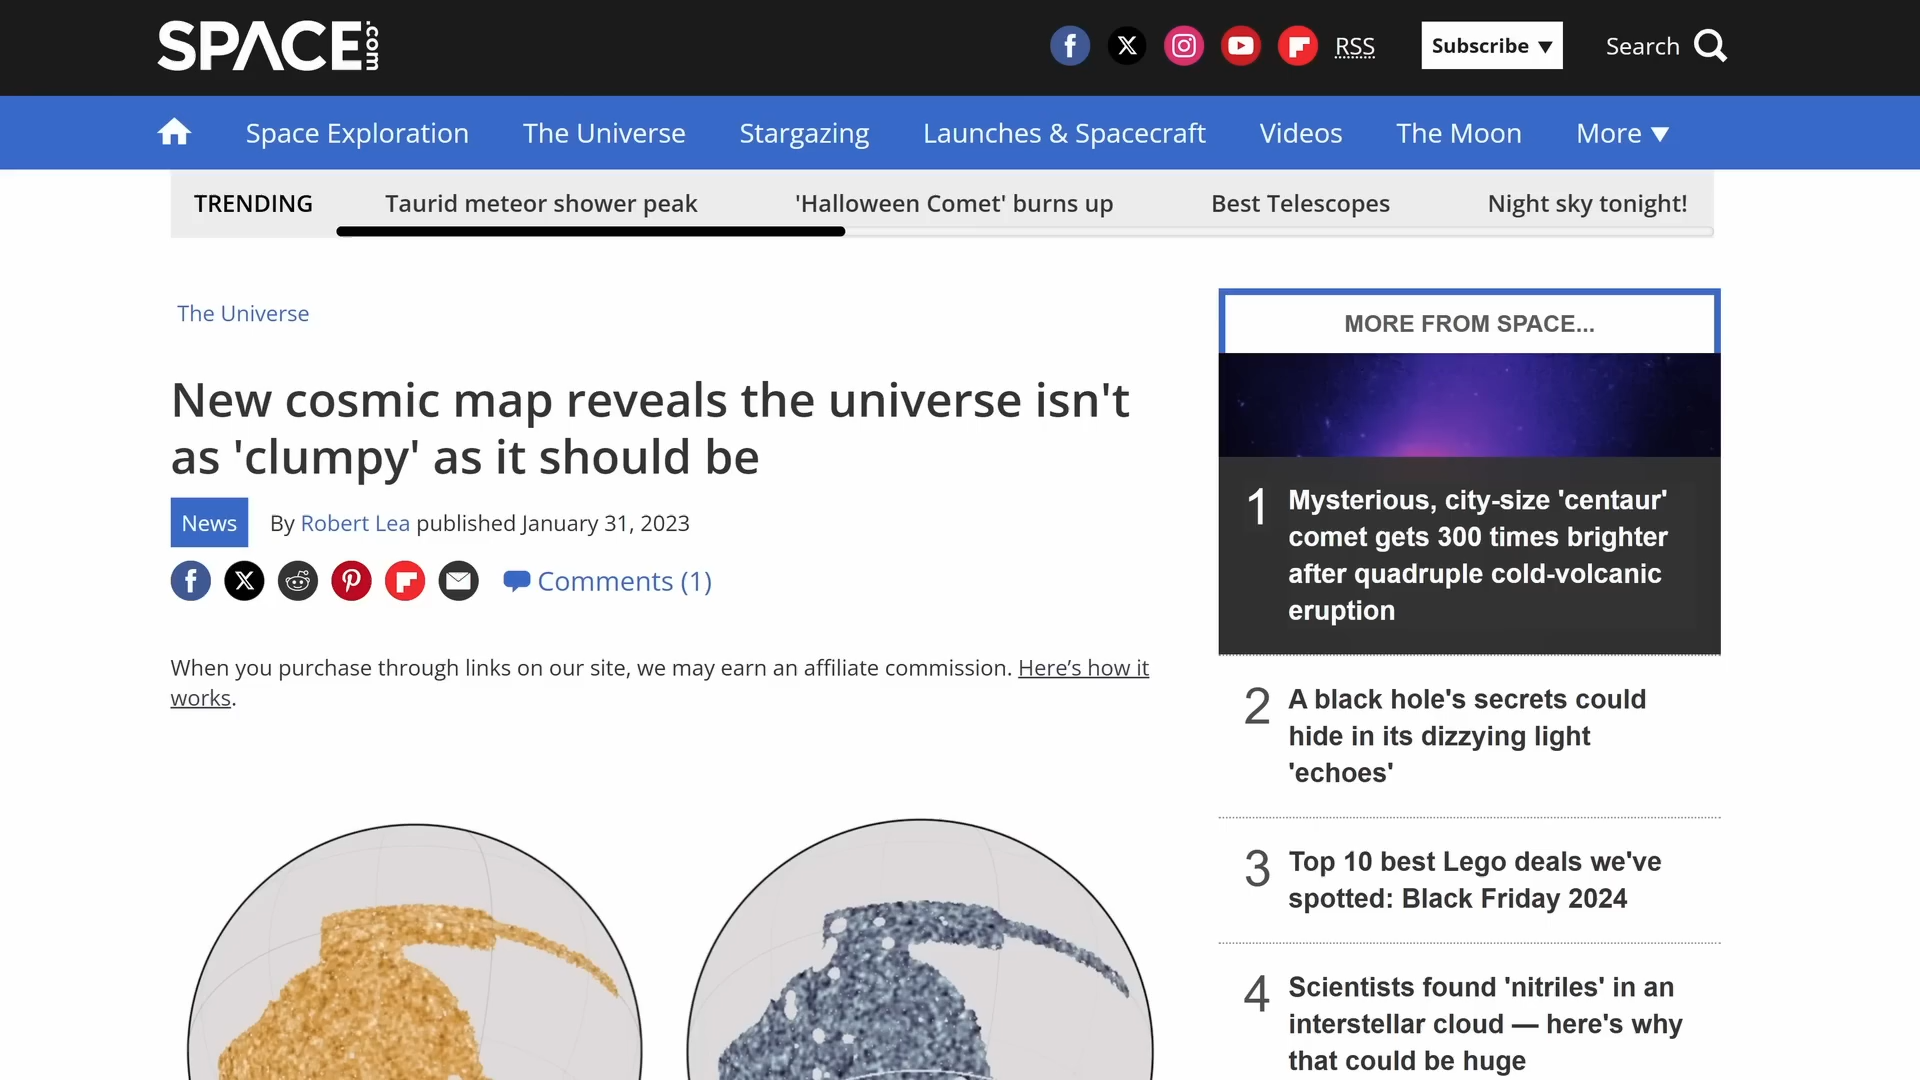 SPACE.com
RSS
Subscribe ▼
Search
Space Exploration
The Universe
Stargazing
Launches & Spacecraft
Videos
The Moon
More ▼
TRENDING
Taurid meteor shower peak
'Halloween Comet' burns up
Best Telescopes
Night sky tonight!
The Universe
New cosmic map reveals the universe isn't
as 'clumpy' as it should be
News
By Robert Lea published January 31, 2023
Comments (1)
When you purchase through links on our site, we may earn an affiliate commission. Here’s how it
works.
MORE FROM SPACE...
1
Mysterious, city-size 'centaur'
comet gets 300 times brighter
after quadruple cold-volcanic
eruption
2
A black hole's secrets could
hide in its dizzying light
'echoes'
3
Top 10 best Lego deals we've
spotted: Black Friday 2024
4
Scientists found 'nitriles' in an
interstellar cloud — here's why
that could be huge